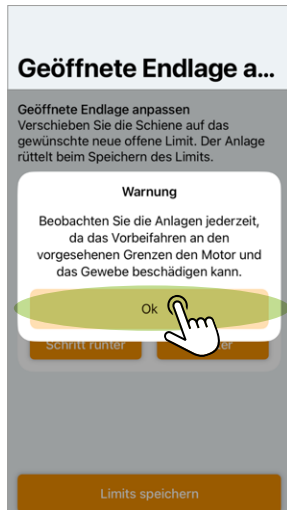 Geöffnete Endlage a...
Geöffnete Endlage anpassen
Verschieben Sie die Schiene auf das
gewünschte neue offene Limit. Der Anlage
rüttelt beim Speichern des Limits.
Warnung
Beobachten Sie die Anlagen jederzeit,
da das Vorbeifahren an den
vorgesehenen Grenzen den Motor und
das Gewebe beschädigen kann.
Ok
Schritt runter
Limits speichern